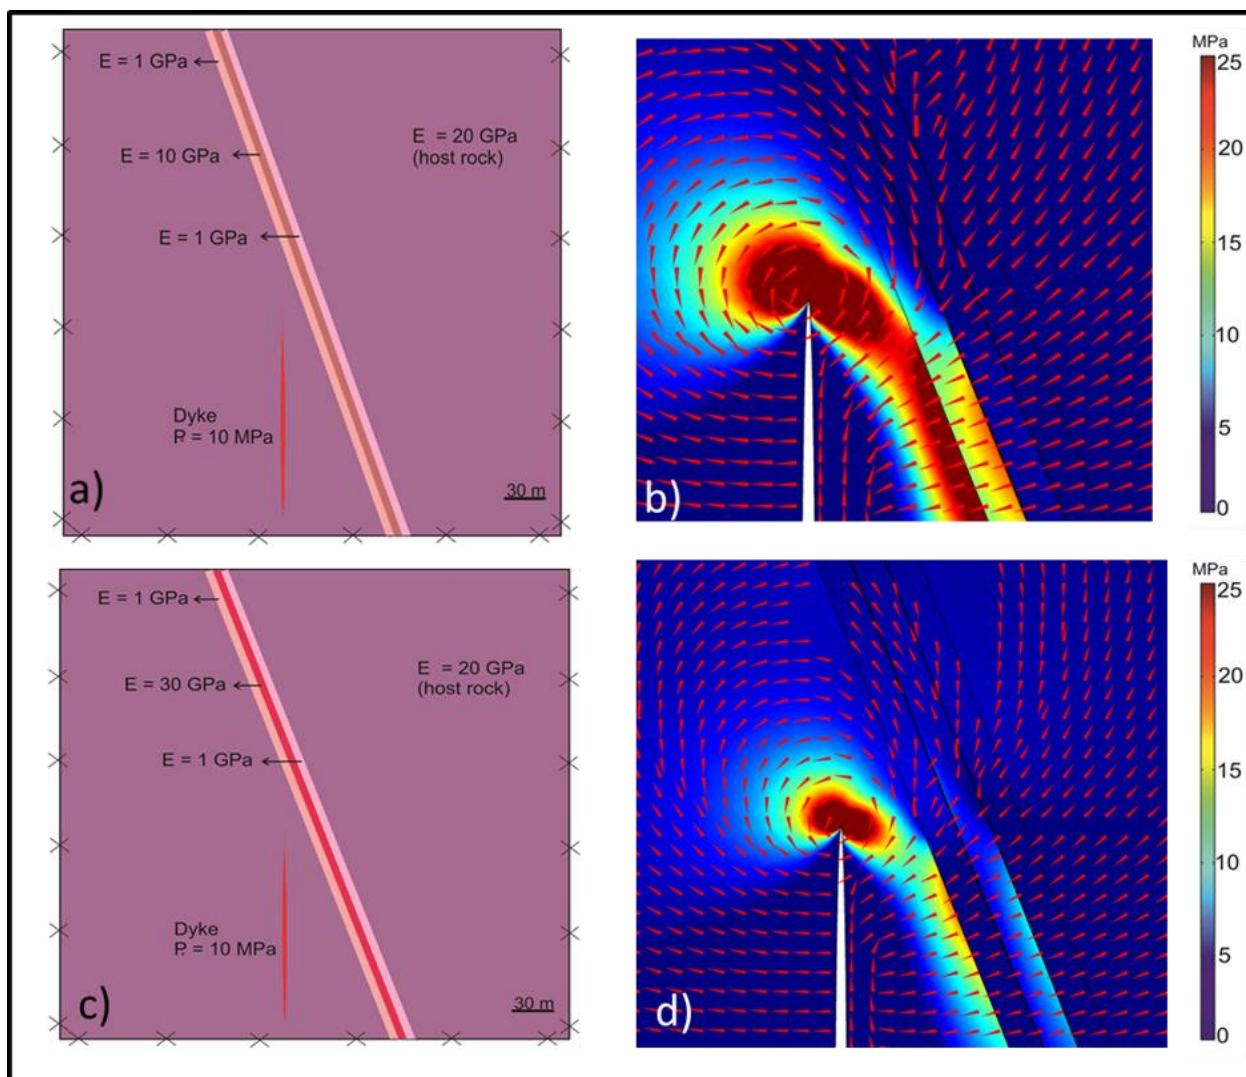 E = 1 GPa
E = 10 GPa
E = 20 GPa
(host rock)
E = 1 GPa
Dyke
P = 10 MPa
30 m
a)
MPa
25
20
15
10
5
0
b)
E = 1 GPa
E = 20 GPa
(host rock)
E = 30 GPa
E = 1 GPa
Dyke
P = 10 MPa
30 m
c)
MPa
25
20
15
10
5
0
d)